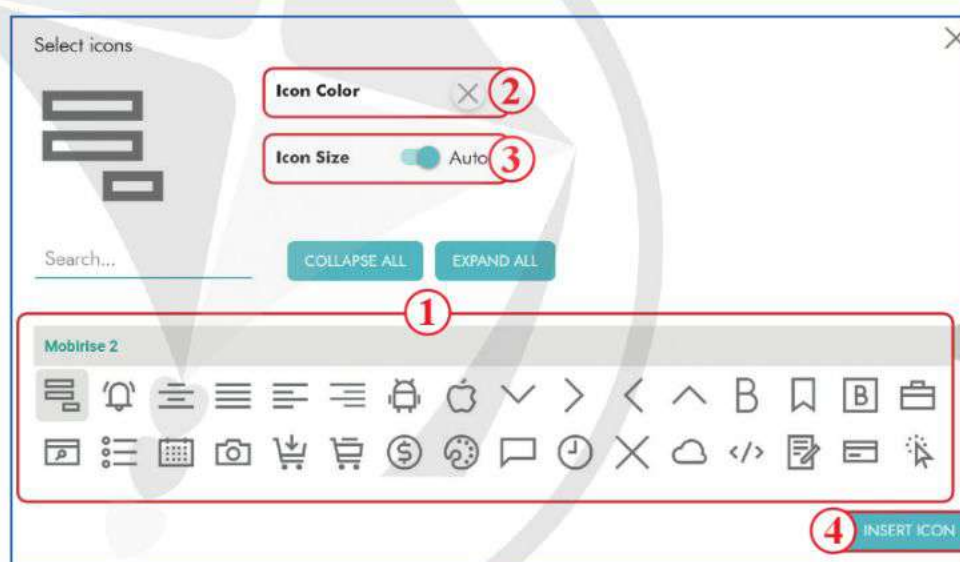 Select icons
Icon Color 2
Icon Size Auto 3
Search... COLLAPSE ALL EXPAND ALL
1
Mobirise 2
4 INSERT ICON